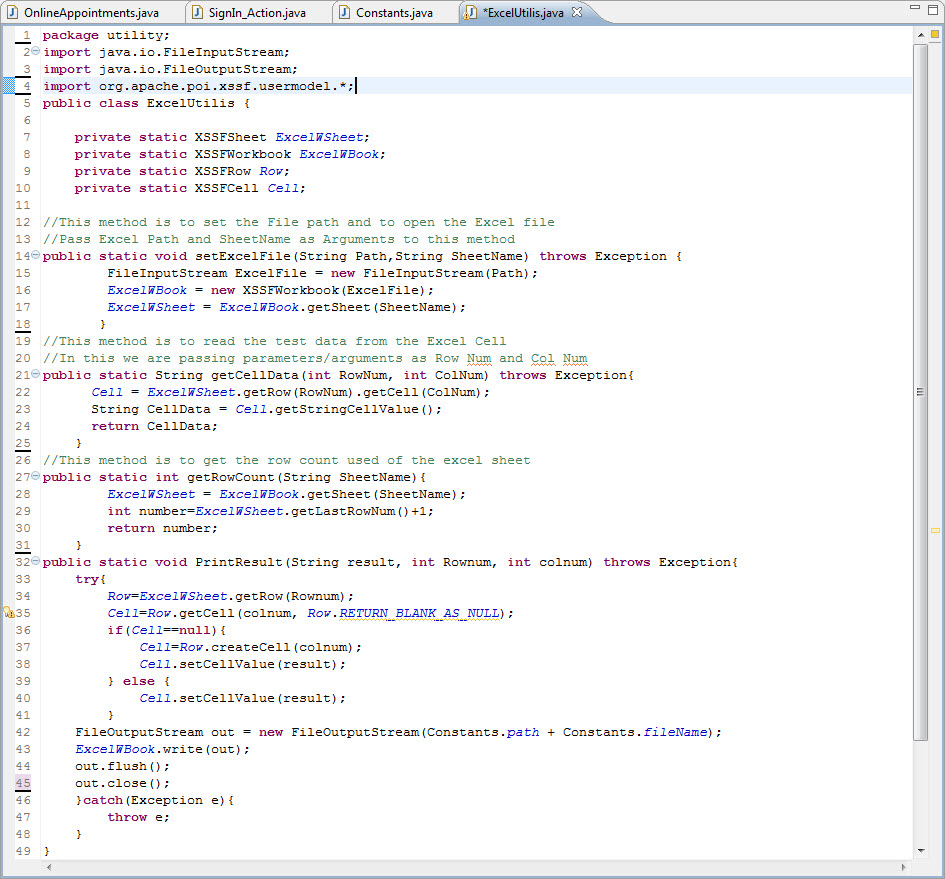 OnlineAppointments.java SignIn_Action.java Constants.java *ExcelUtilis.java
1 package utility;
2 import java.io.FileInputStream;
3 import java.io.FileOutputStream;
4 import org.apache.poi.xssf.usermodel.*;
5 public class ExcelUtilis {
6
7     private static XSSFSheet ExcelWSheet;
8     private static XSSFWorkbook ExcelWBook;
9     private static XSSFRow Row;
10     private static XSSFCell Cell;
11
12 //This method is to set the File path and to open the Excel file
13 //Pass Excel Path and SheetName as Arguments to this method
14 public static void setExcelFile(String Path,String SheetName) throws Exception {
15         FileInputStream ExcelFile = new FileInputStream(Path);
16         ExcelWBook = new XSSFWorkbook(ExcelFile);
17         ExcelWSheet = ExcelWBook.getSheet(SheetName);
18        }
19 //This method is to read the test data from the Excel Cell
20 //In this we are passing parameters/arguments as Row Num and Col Num
21 public static String getCellData(int RowNum, int ColNum) throws Exception{
22       Cell = ExcelWSheet.getRow(RowNum).getCell(ColNum);
23       String CellData = Cell.getStringCellValue();
24       return CellData;
25     }
26 //This method is to get the row count used of the excel sheet
27 public static int getRowCount(String SheetName){
28         ExcelWSheet = ExcelWBook.getSheet(SheetName);
29         int number=ExcelWSheet.getLastRowNum()+1;
30         return number;
31     }
32 public static void PrintResult(String result, int Rownum, int colnum) throws Exception{
33     try{
34         Row=ExcelWSheet.getRow(Rownum);
35         Cell=Row.getCell(colnum, Row.RETURN_BLANK_AS_NULL);
36         if(Cell==null){
37             Cell=Row.createCell(colnum);
38             Cell.setCellValue(result);
39         } else {
40             Cell.setCellValue(result);
41         }
42     FileOutputStream out = new FileOutputStream(Constants.path + Constants.fileName);
43     ExcelWBook.write(out);
44     out.flush();
45     out.close();
46     }catch(Exception e){
47         throw e;
48     }
49 }